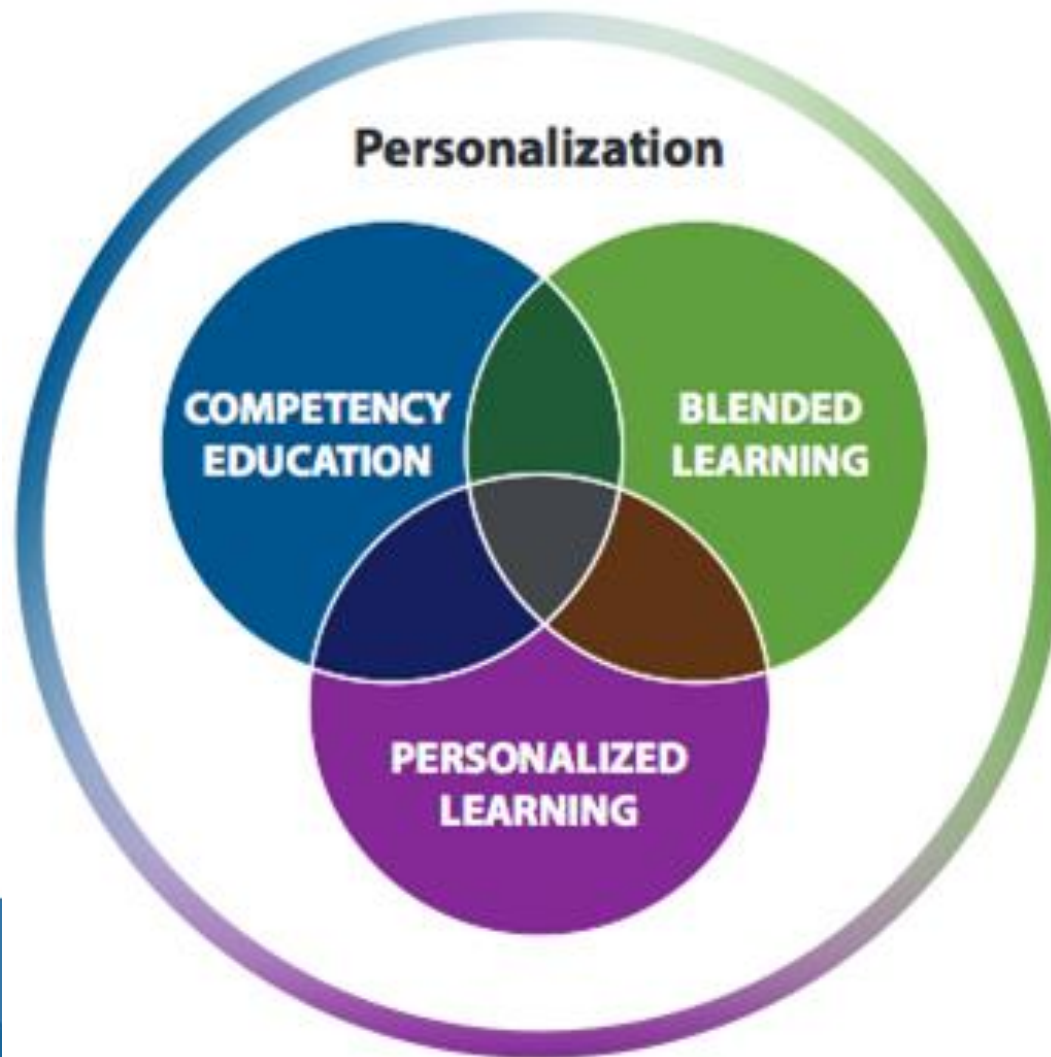 Personalization
COMPETENCY
EDUCATION
BLENDED
LEARNING
PERSONALIZED
LEARNING